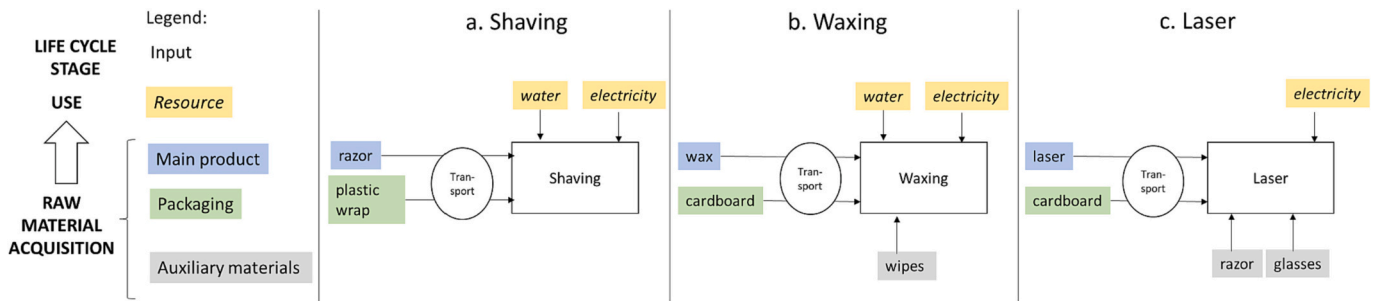 Legend:
LIFE CYCLE
STAGE
Input
USE
Resource
Main product
Packaging
RAW
MATERIAL
ACQUISITION
Auxiliary materials
a. Shaving
water
electricity
razor
plastic
wrap
Tran-
sport
Shaving
b. Waxing
water
electricity
wax
cardboard
Tran-
sport
Waxing
wipes
c. Laser
electricity
laser
cardboard
Tran-
sport
Laser
razor
glasses